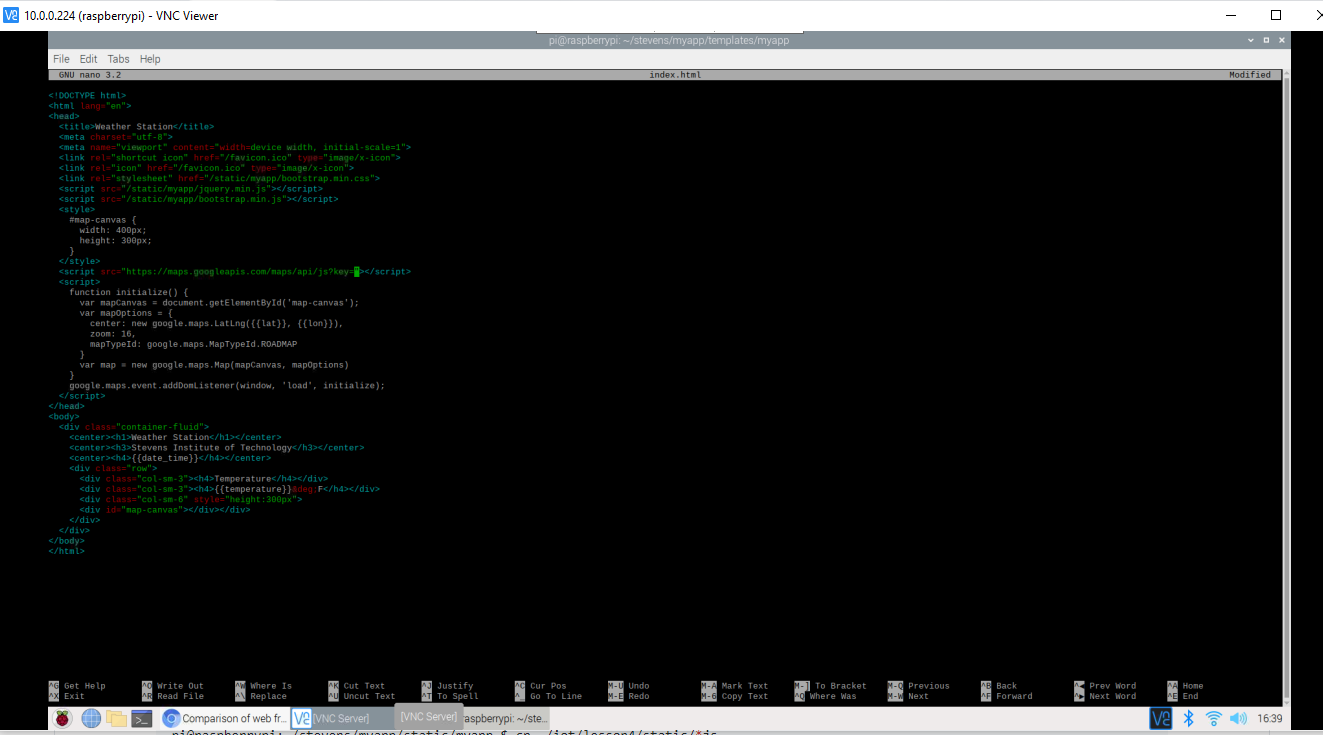 10.0.0.224 (raspberrypi) - VNC Viewer
pi@raspberrypi: ~/stevens/myapp/templates/myapp
File Edit Tabs Help
GNU nano 3.2 index.html Modified
<!DOCTYPE html>
<html lang="en">
<head>
  <title>Weather Station</title>
  <meta charset="utf-8">
  <meta name="viewport" content="width=device width, initial-scale=1">
  <link rel="shortcut icon" href="/favicon.ico" type="image/x-icon">
  <link rel="icon" href="/favicon.ico" type="image/x-icon">
  <link rel="stylesheet" href="/static/myapp/bootstrap.min.css">
  <script src="/static/myapp/jquery.min.js"></script>
  <script src="/static/myapp/bootstrap.min.js"></script>
  <style>
    #map-canvas {
      width: 400px;
      height: 300px;
    }
  </style>
  <script src="https://maps.googleapis.com/maps/api/js?key="></script>
  <script>
    function initialize() {
      var mapCanvas = document.getElementById('map-canvas');
      var mapOptions = {
        center: new google.maps.LatLng({{lat}}, {{lon}}),
        zoom: 16,
        mapTypeId: google.maps.MapTypeId.ROADMAP
      }
      var map = new google.maps.Map(mapCanvas, mapOptions)
    }
    google.maps.event.addDomListener(window, 'load', initialize);
  </script>
</head>
<body>
  <div class="container-fluid">
    <center><h1>Weather Station</h1></center>
    <center><h3>Stevens Institute of Technology</h3></center>
    <center><h4>{{date_time}}</h4></center>
    <div class="row">
      <div class="col-sm-3"><h4>Temperature</h4></div>
      <div class="col-sm-3"><h4>{{temperature}}&deg;F</h4></div>
      <div class="col-sm-6" style="height:300px">
      <div id="map-canvas"></div></div>
    </div>
  </div>
</body>
</html>
^G Get Help ^O Write Out ^W Where Is ^K Cut Text ^J Justify ^C Cur Pos M-U Undo M-A Mark Text M-] To Bracket M-Q Previous ^B Back ^◀ Prev Word ^A Home
^X Exit ^R Read File ^\ Replace ^U Uncut Text ^T To Spell ^_ Go To Line M-E Redo M-6 Copy Text ^Q Where Was M-W Next ^F Forward ^▶ Next Word ^E End
Comparison of web fr... [VNC Server] [VNC Server] aspberrypi: ~/ste... 16:39